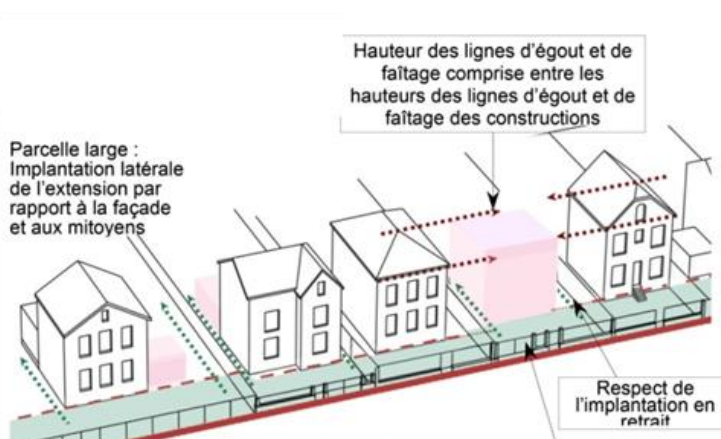 Hauteur des lignes d'égout et de
faîtage comprise entre les
hauteurs des lignes d'égout et de
faîtage des constructions
Parcelle large :
Implantation latérale
de l'extension par
rapport à la façade
et aux mitoyens
Respect de
l'implantation en
retrait